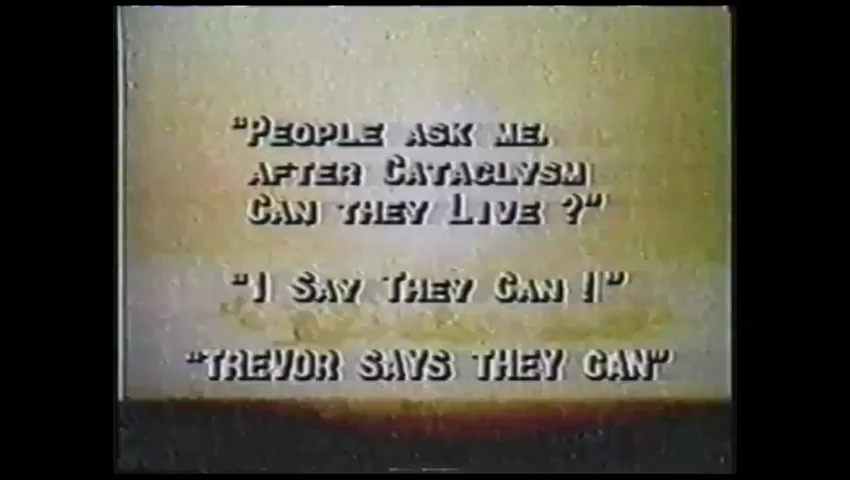 "PEOPLE ASK ME,
AFTER CATACLYSM
CAN THEY LIVE ?"
"I SAY THEY CAN !"
"TREVOR SAYS THEY CAN"